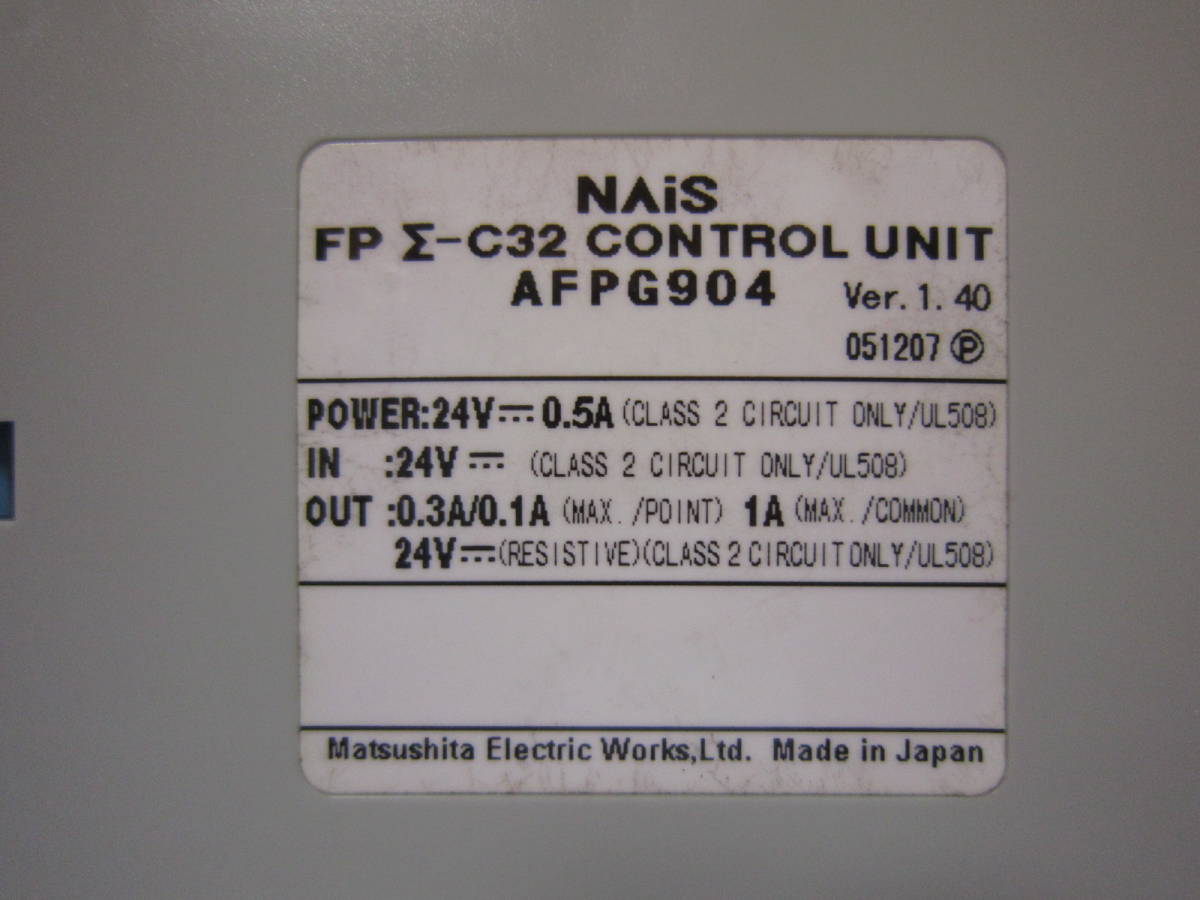 NAiS
FP Σ-C32 CONTROL UNIT
AFPG904 Ver.1.40
051207 Ⓟ
POWER:24V⎓0.5A (CLASS 2 CIRCUIT ONLY/UL508)
IN :24V⎓ (CLASS 2 CIRCUIT ONLY/UL508)
OUT :0.3A/0.1A (MAX./POINT) 1A (MAX./COMMON)
24V⎓(RESISTIVE)(CLASS 2 CIRCUIT ONLY/UL508)
Matsushita Electric Works,Ltd. Made in Japan